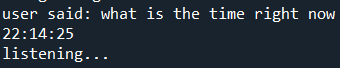 user said: what is the time right now
22:14:25
listening...